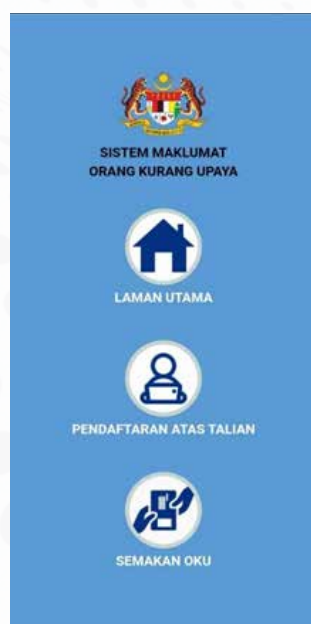 SISTEM MAKLUMAT
ORANG KURANG UPAYA
LAMAN UTAMA
PENDAFTARAN ATAS TALIAN
SEMAKAN OKU